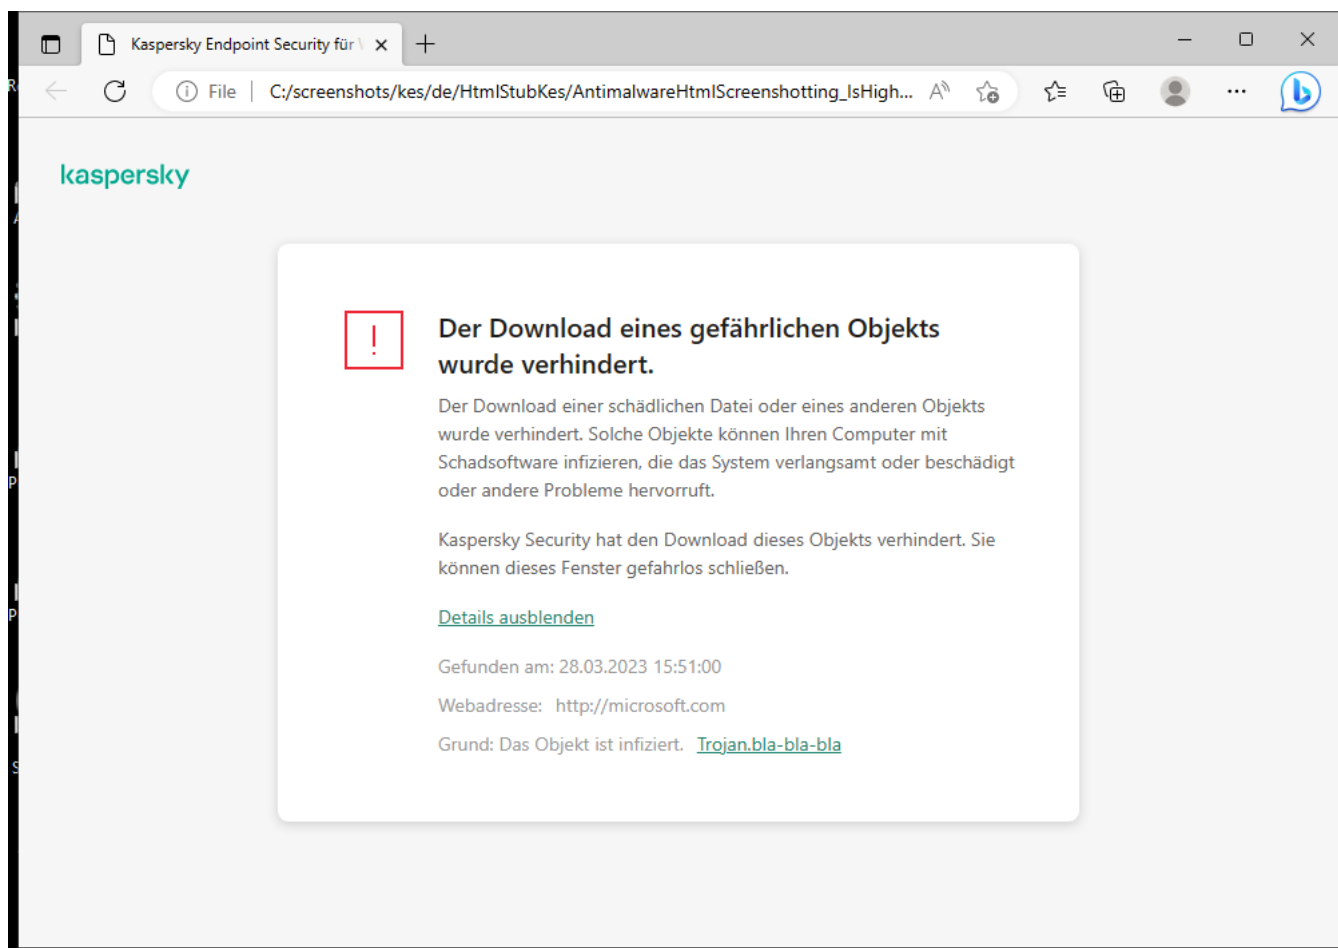 Kaspersky Endpoint Security für
File C:/screenshots/kes/de/HtmlStubKes/AntimalwareHtmlScreenshotting_IsHigh...
kaspersky
Der Download eines gefährlichen Objekts
wurde verhindert.
Der Download einer schädlichen Datei oder eines anderen Objekts
wurde verhindert. Solche Objekte können Ihren Computer mit
Schadsoftware infizieren, die das System verlangsamt oder beschädigt
oder andere Probleme hervorruft.
Kaspersky Security hat den Download dieses Objekts verhindert. Sie
können dieses Fenster gefahrlos schließen.
Details ausblenden
Gefunden am: 28.03.2023 15:51:00
Webadresse: http://microsoft.com
Grund: Das Objekt ist infiziert. Trojan.bla-bla-bla